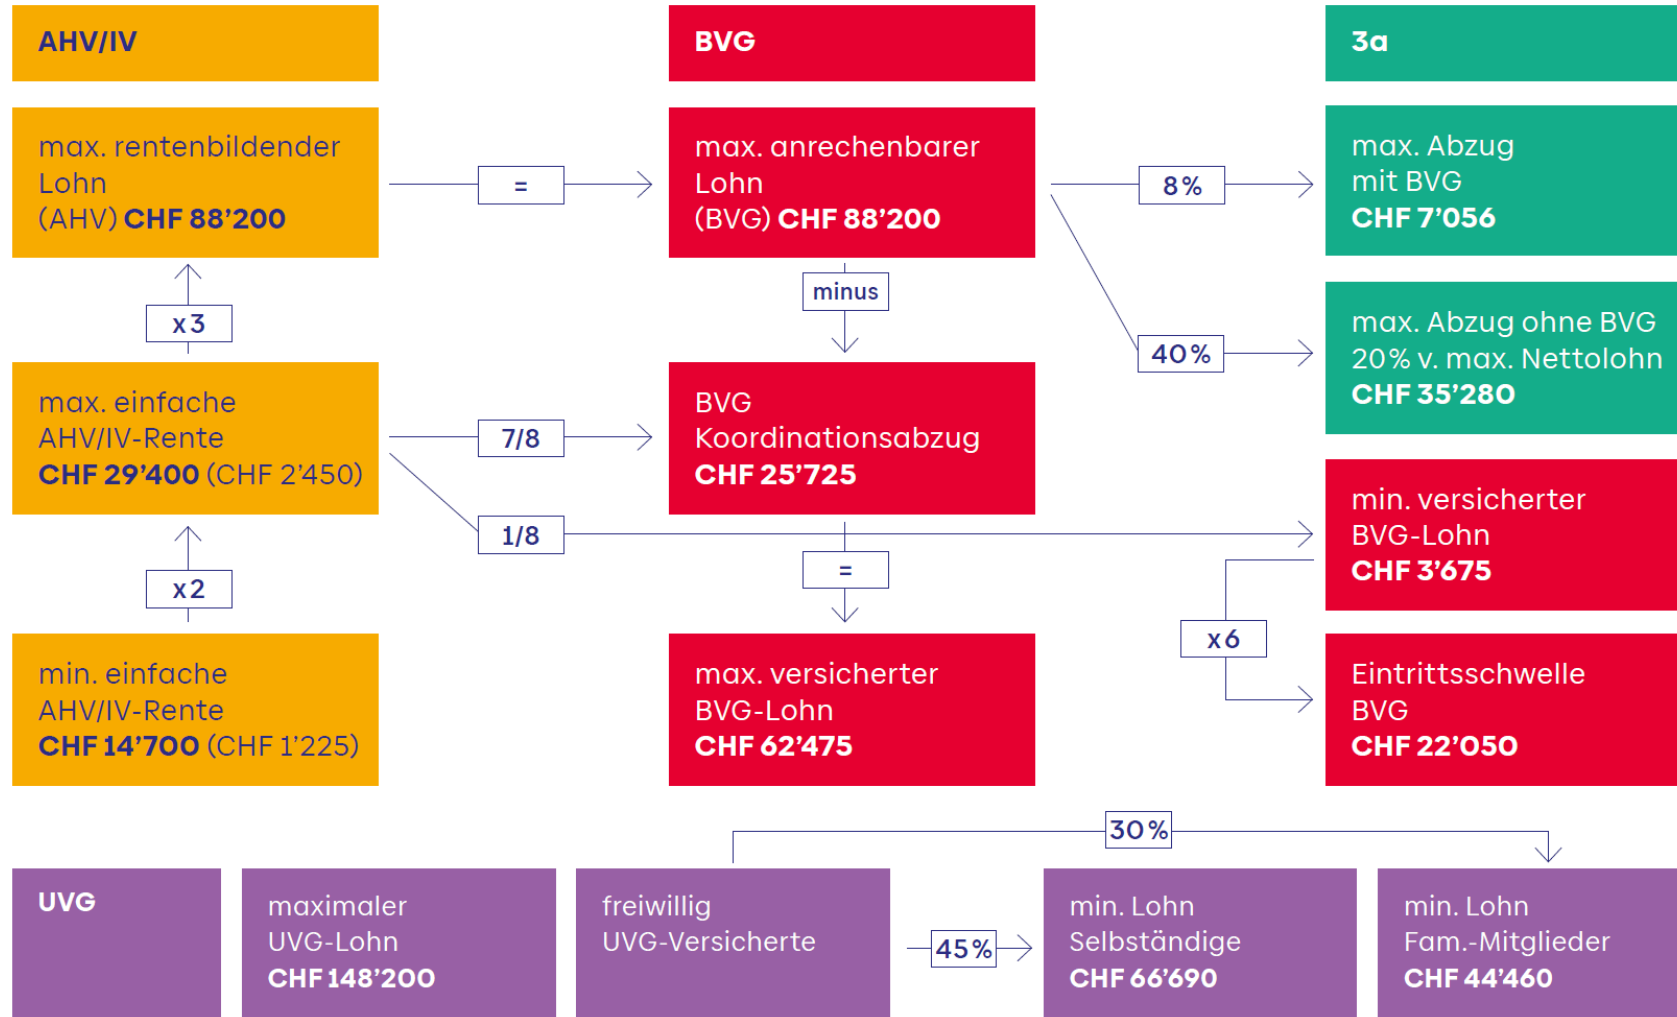 AHV/IV
BVG
3a
max. rentenbildender
Lohn
(AHV) CHF 88’200
=
max. anrechenbarer
Lohn
(BVG) CHF 88’200
8%
max. Abzug
mit BVG
CHF 7’056
x3
minus
40%
max. Abzug ohne BVG
20% v. max. Nettolohn
CHF 35’280
max. einfache
AHV/IV-Rente
CHF 29’400 (CHF 2’450)
7/8
1/8
BVG
Koordinationsabzug
CHF 25’725
min. versicherter
BVG-Lohn
CHF 3’675
x2
=
x6
min. einfache
AHV/IV-Rente
CHF 14’700 (CHF 1’225)
max. versicherter
BVG-Lohn
CHF 62’475
Eintrittsschwelle
BVG
CHF 22’050
30%
UVG
maximaler
UVG-Lohn
CHF 148’200
freiwillig
UVG-Versicherte
45%
min. Lohn
Selbständige
CHF 66’690
min. Lohn
Fam.-Mitglieder
CHF 44’460